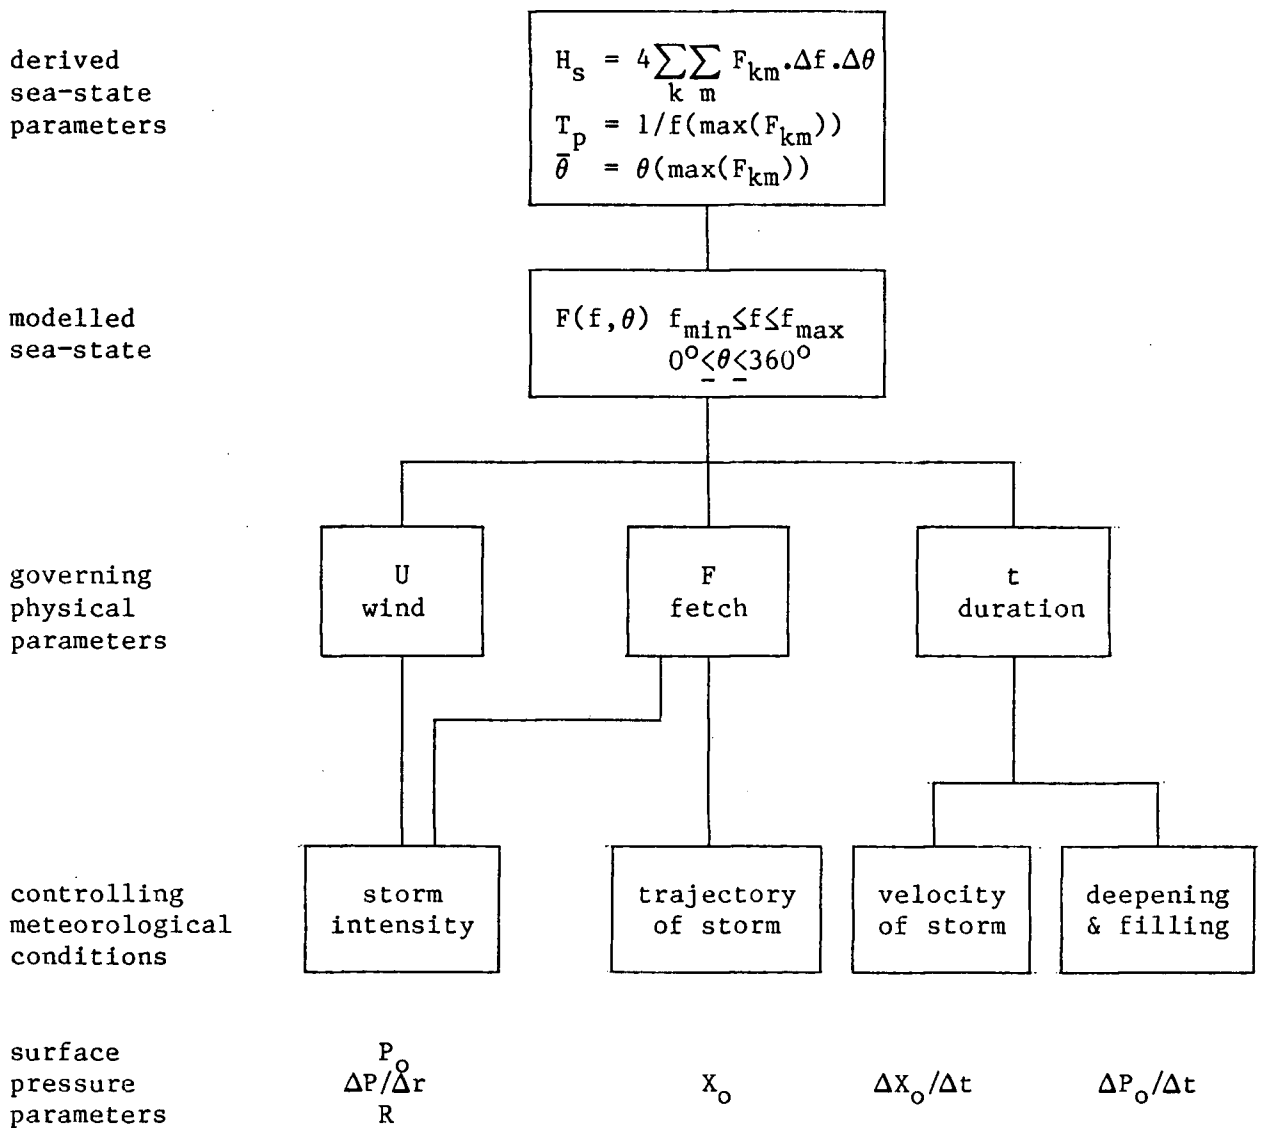 derived
sea-state
parameters
H_s = 4∑∑ F_km.Δf.Δθ
k m
T_p = 1/f(max(F_km))
θ̄ = θ(max(F_km))
modelled
sea-state
F(f,θ) f_min≤f≤f_max
0°≤θ≤360°
governing
physical
parameters
U
wind
F
fetch
t
duration
controlling
meteorological
conditions
storm
intensity
trajectory
of storm
velocity
of storm
deepening
& filling
surface
pressure
parameters
P_o
ΔP/Δr
R
X_o
ΔX_o/Δt
ΔP_o/Δt